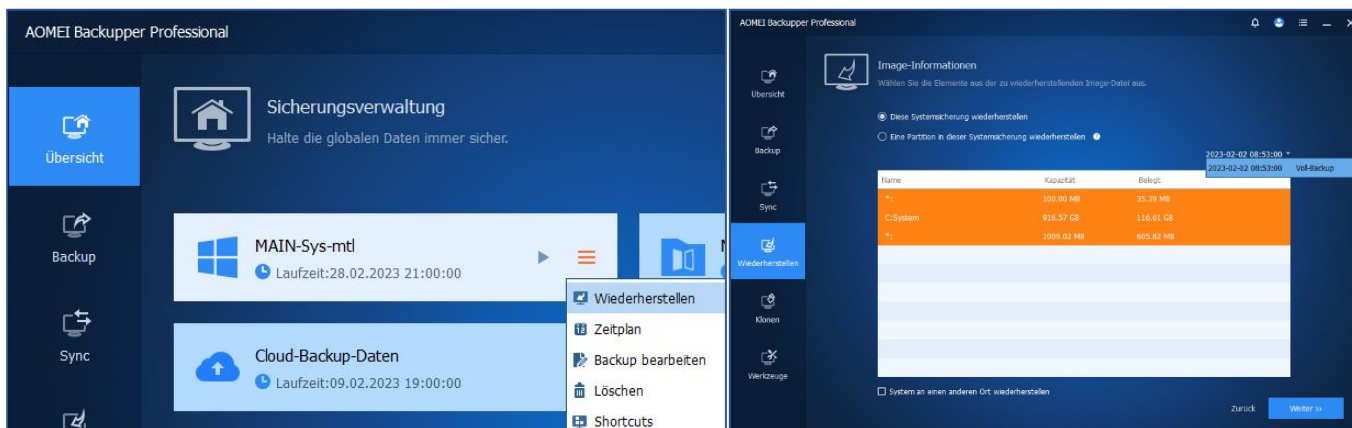 AOMEI Backupper Professional
Übersicht
Backup
Sync
Sicherungsverwaltung
Halte die globalen Daten immer sicher.
MAIN-Sys-mtl
Laufzeit:28.02.2023 21:00:00
Cloud-Backup-Daten
Laufzeit:09.02.2023 19:00:00
Wiederherstellen
Zeitplan
Backup bearbeiten
Löschen
Shortcuts
AOMEI Backupper Professional
Übersicht
Backup
Sync
Wiederherstellen
Klonen
Werkzeuge
Image-Informationen
Wählen Sie die Elemente aus der zu wiederherstellenden Image-Datei aus.
Diese Systemsicherung wiederherstellen
Eine Partition in dieser Systemsicherung wiederherstellen
2023-02-02 08:53:00
2023-02-02 08:53:00 Voll-Backup
Name Kapazität Belegt
*: 100.00 MB 35.39 MB
C:System 916.57 GB 116.61 GB
*: 1009.02 MB 605.82 MB
System an einen anderen Ort wiederherstellen
Zurück Weiter >>